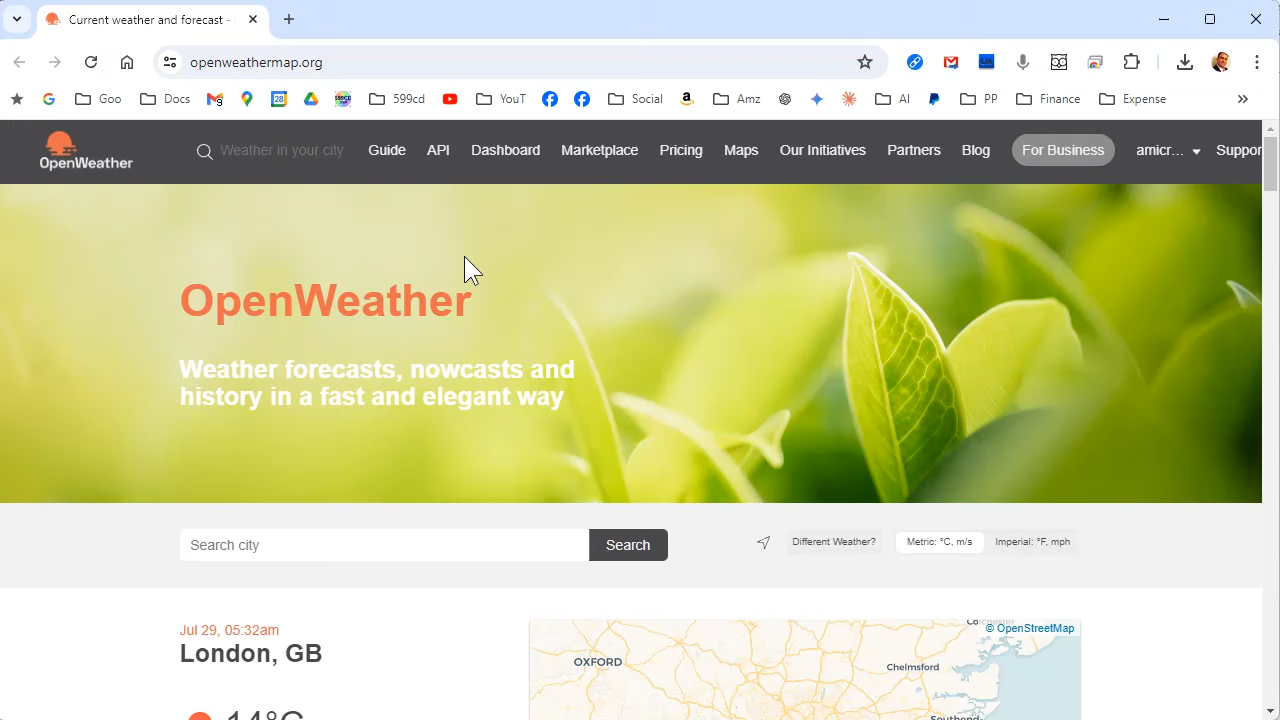 Current weather and forecast -
openweathermap.org
Goo
Docs
599cd
YouT
Social
Amz
AI
PP
Finance
Expense
OpenWeather
Weather in your city
Guide
API
Dashboard
Marketplace
Pricing
Maps
Our Initiatives
Partners
Blog
For Business
amicr...
Suppor
OpenWeather
Weather forecasts, nowcasts and
history in a fast and elegant way
Search city
Search
Different Weather?
Metric: °C, m/s
Imperial: °F, mph
Jul 29, 05:32am
London, GB
14°C
© OpenStreetMap
OXFORD
Chelmsford